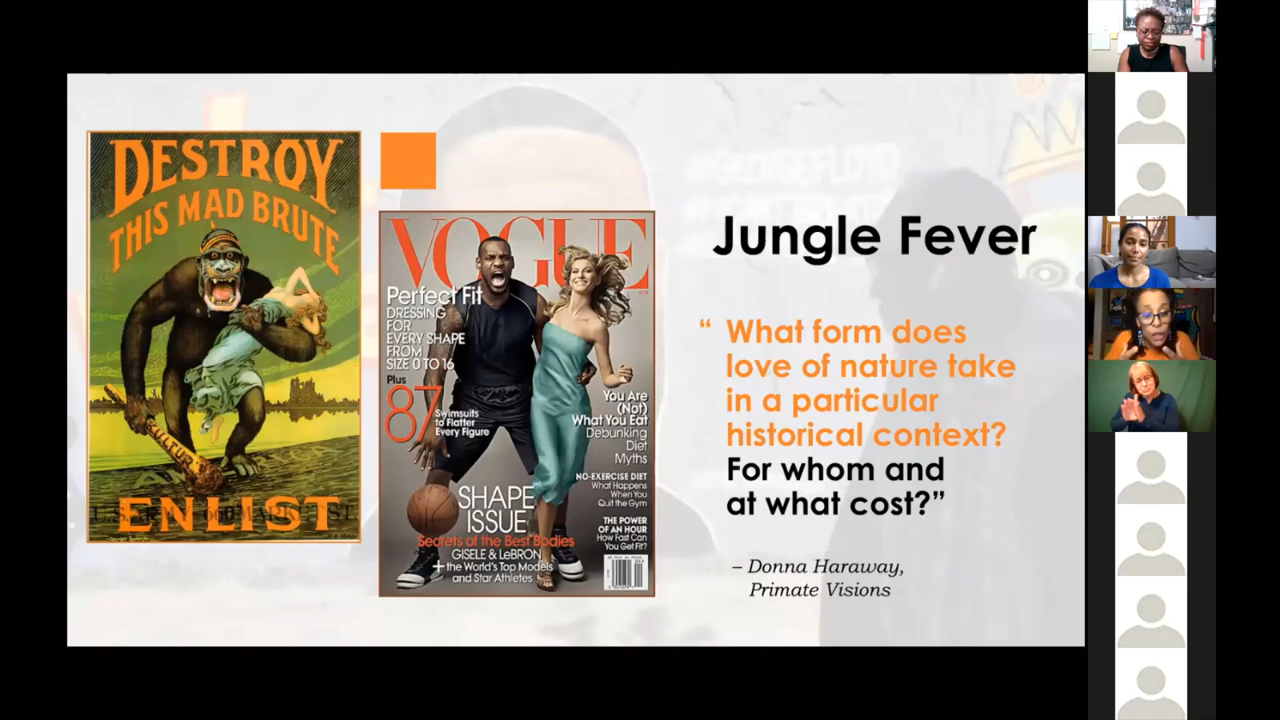 DESTROY
THIS MAD BRUTE
KULTUR
ENLIST
VOGUE
Perfect Fit
DRESSING
FOR
EVERY SHAPE
FROM
SIZE 0 TO 16
Plus
87
Swimsuits
to Flatter
Every Figure
You Are
(Not)
What You Eat
Debunking
Diet
Myths
NO-EXERCISE DIET
What Happens
When You
Quit the Gym
THE POWER
OF AN HOUR
How Fast Can
You Get Fit?
SHAPE
ISSUE
Secrets of the Best Bodies
GISELE & LeBRON
+ the World's Top Models
and Star Athletes
Jungle Fever
“ What form does
love of nature take
in a particular
historical context?
For whom and
at what cost?”
– Donna Haraway,
Primate Visions